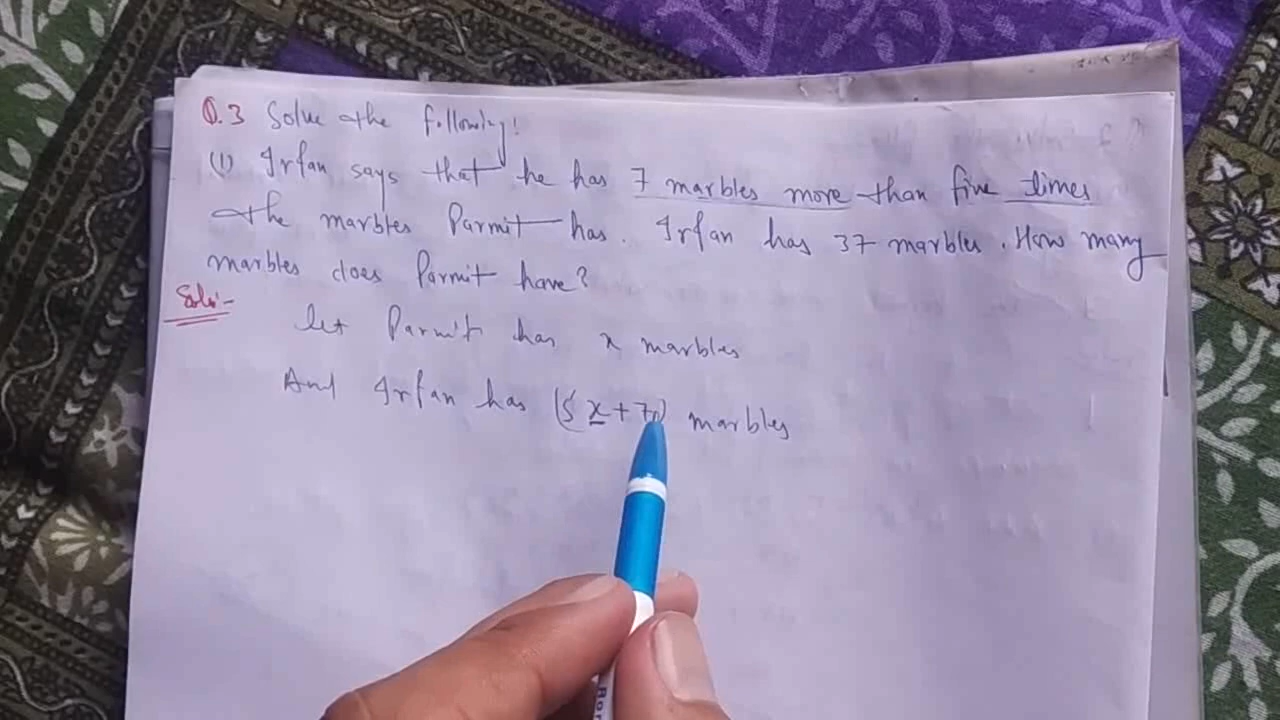 Q.3 Solve the following!
(1) Irfan says that he has 7 marbles more than five times
the marbles Parmit has. Irfan has 37 marbles. How many
marbles does Parmit have?
Soln:-
let Parmit has x marbles
And Irfan has (5x+7) marbles